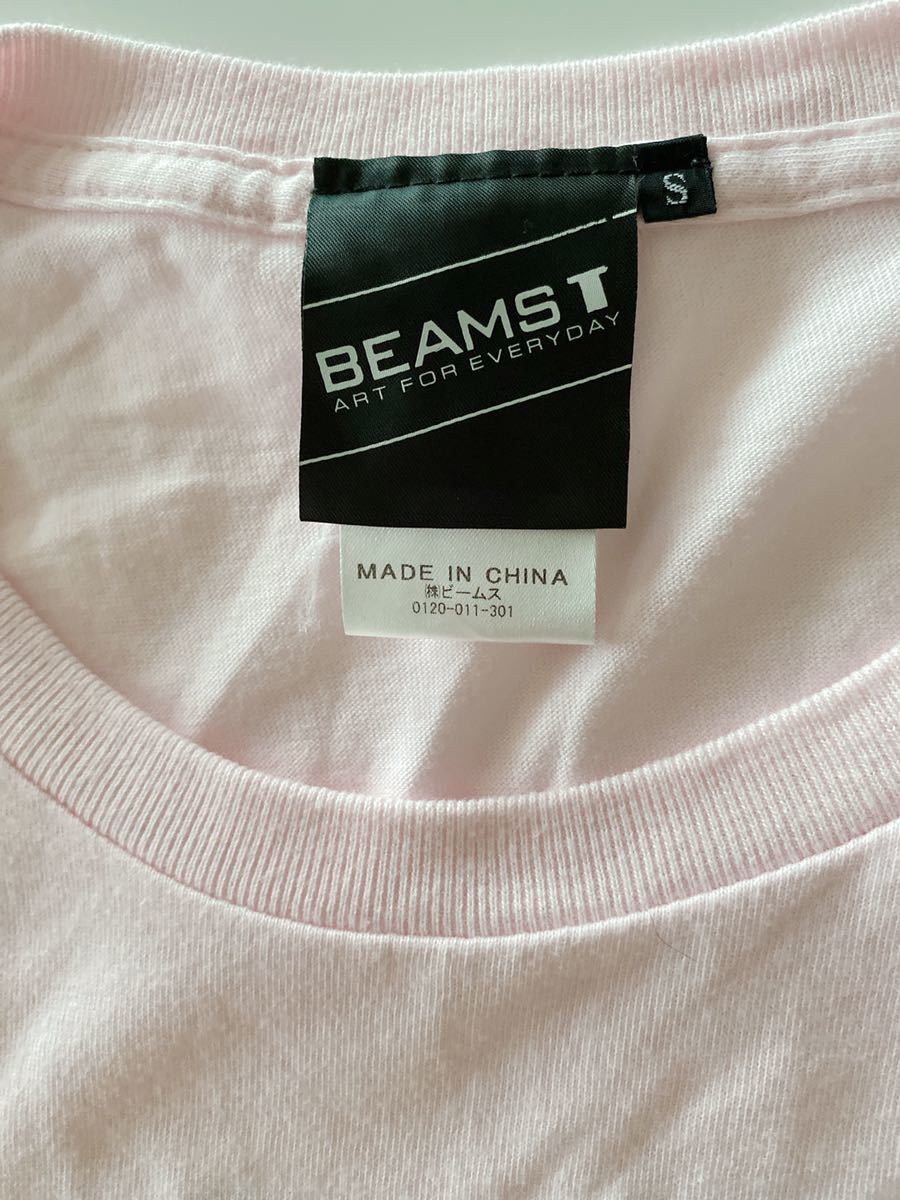 S
BEAMS T
ART FOR EVERYDAY
MADE IN CHINA
㈱ビームス
0120-011-301